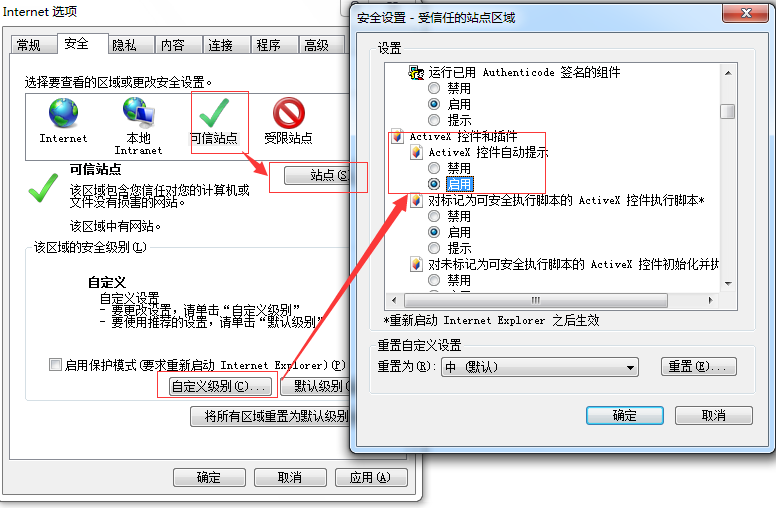 Internet 选项
常规
安全
隐私
内容
连接
程序
高级
选择要查看的区域或更改安全设置。
Internet
本地
Intranet
可信站点
受限站点
可信站点
该区域包含您信任对您的计算机或
文件没有损害的网站。
该区域中有网站。
站点(S
该区域的安全级别(L)
自定义
自定义设置
- 要更改设置，请单击“自定义级别”
- 要使用推荐的设置，请单击“默认级别”
启用保护模式(要求重新启动 Internet Explorer)(P)
自定义级别(C)...
默认级别(
将所有区域重置为默认级别
确定
取消
应用(A)
安全设置 - 受信任的站点区域
设置
运行已用 Authenticode 签名的组件
禁用
启用
提示
ActiveX 控件和插件
ActiveX 控件自动提示
禁用
启用
对标记为可安全执行脚本的 ActiveX 控件执行脚本*
禁用
启用
提示
对未标记为可安全执行脚本的 ActiveX 控件初始化并执
禁用
*重新启动 Internet Explorer 之后生效
重置自定义设置
重置为(R):
中 (默认)
重置(E)...
确定
取消